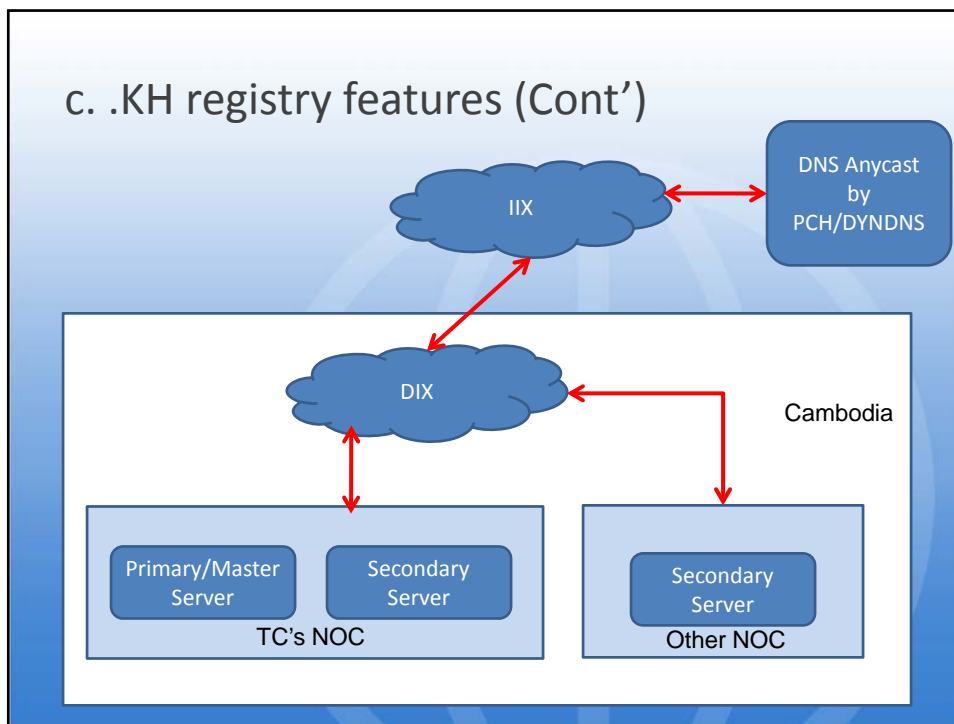 c. .KH registry features (Cont')
DNS Anycast
by
PCH/DYNDNS
IIX
DIX
Cambodia
Primary/Master
Server
Secondary
Server
TC's NOC
Secondary
Server
Other NOC